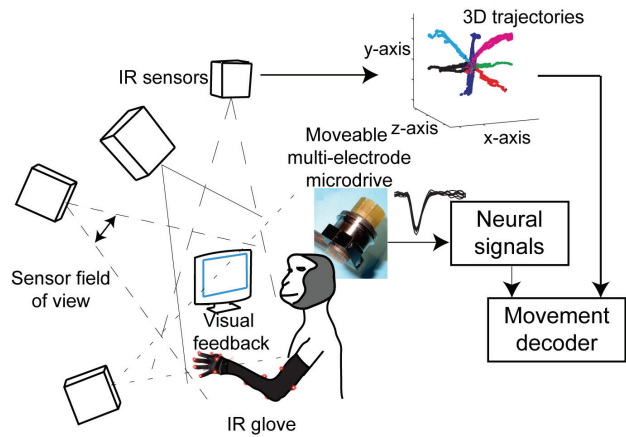 3D trajectories
y-axis
IR sensors
z-axis
x-axis
Moveable
multi-electrode
microdrive
Neural
signals
Sensor field
of view
Visual
feedback
Movement
decoder
IR glove